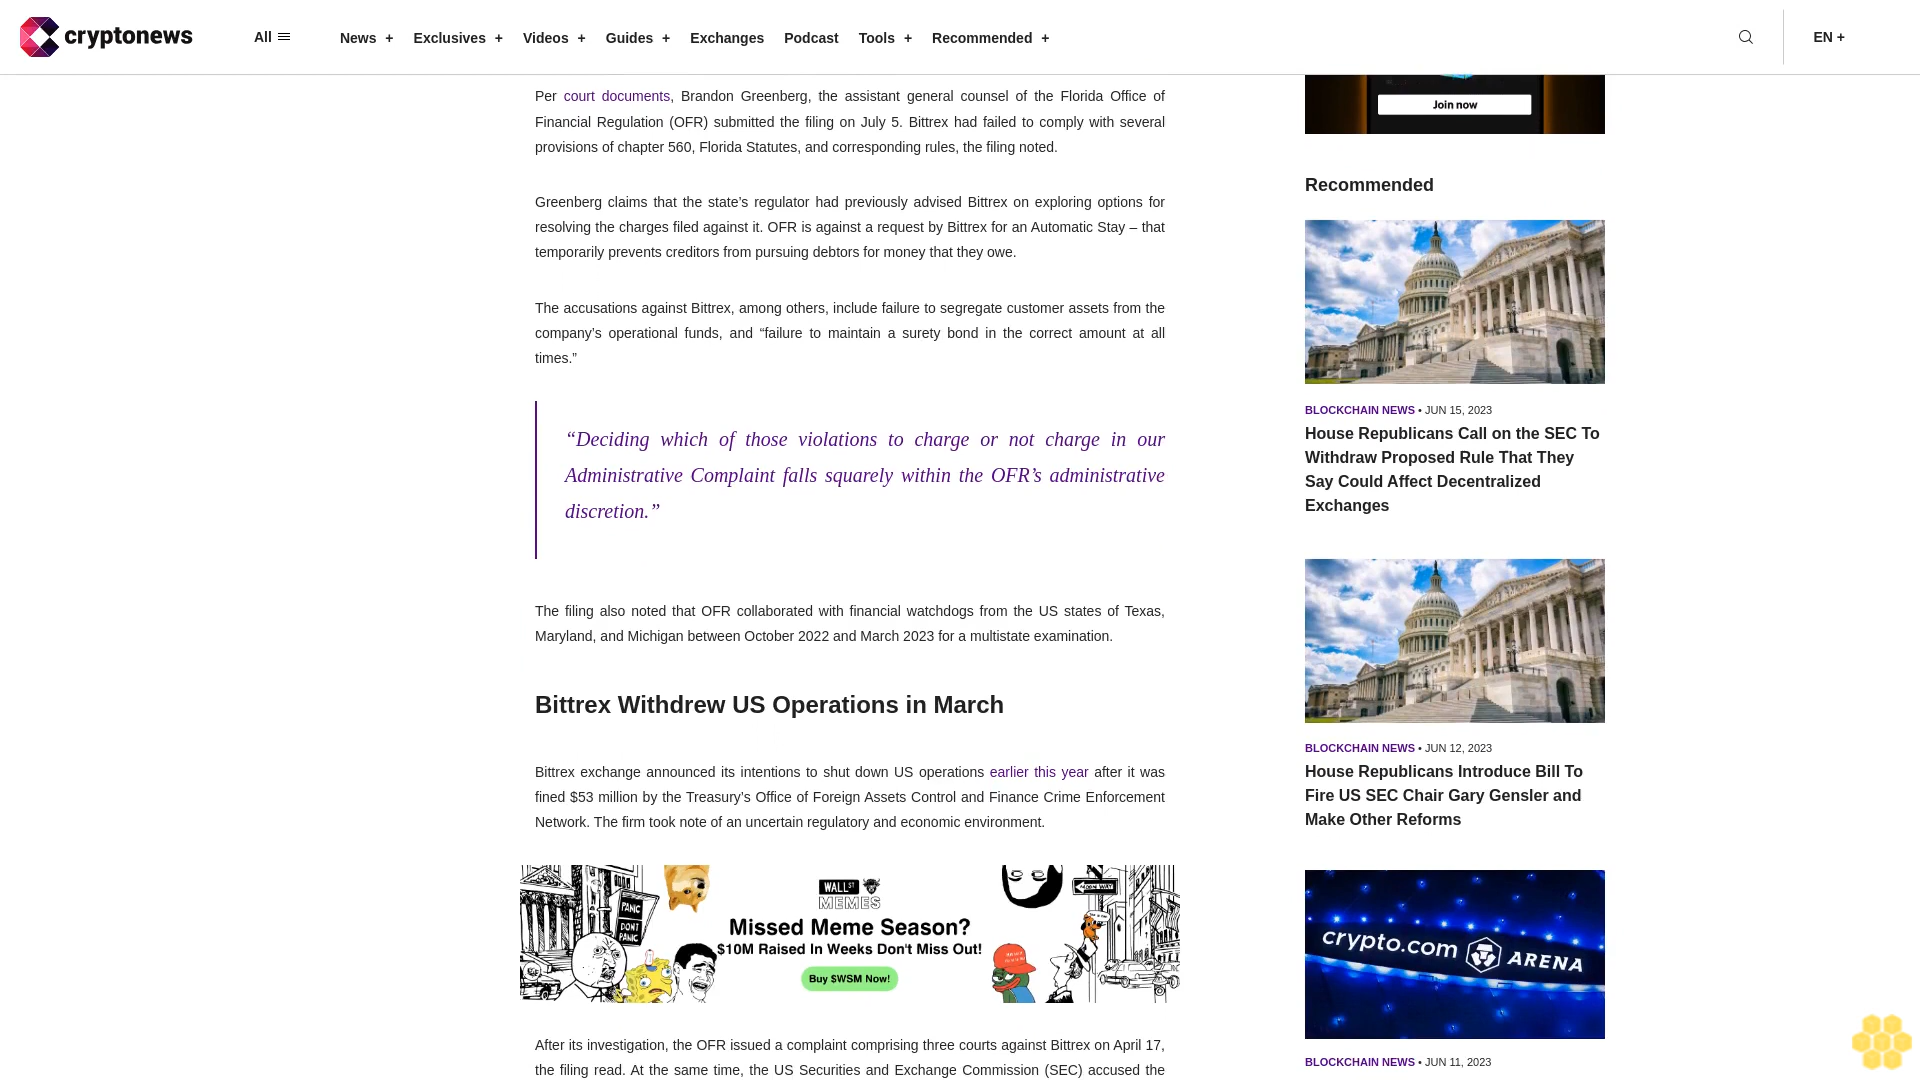 cryptonews
All
News +
Exclusives +
Videos +
Guides +
Exchanges
Podcast
Tools +
Recommended +
EN +
Per court documents, Brandon Greenberg, the assistant general counsel of the Florida Office of
Financial Regulation (OFR) submitted the filing on July 5. Bittrex had failed to comply with several
provisions of chapter 560, Florida Statutes, and corresponding rules, the filing noted.
Greenberg claims that the state’s regulator had previously advised Bittrex on exploring options for
resolving the charges filed against it. OFR is against a request by Bittrex for an Automatic Stay – that
temporarily prevents creditors from pursuing debtors for money that they owe.
The accusations against Bittrex, among others, include failure to segregate customer assets from the
company’s operational funds, and “failure to maintain a surety bond in the correct amount at all
times.”
“Deciding which of those violations to charge or not charge in our
Administrative Complaint falls squarely within the OFR’s administrative
discretion.”
The filing also noted that OFR collaborated with financial watchdogs from the US states of Texas,
Maryland, and Michigan between October 2022 and March 2023 for a multistate examination.
Bittrex Withdrew US Operations in March
Bittrex exchange announced its intentions to shut down US operations earlier this year after it was
fined $53 million by the Treasury’s Office of Foreign Assets Control and Finance Crime Enforcement
Network. The firm took note of an uncertain regulatory and economic environment.
PANIC
DONT
PANIC
WALL ST
MEMES
Missed Meme Season?
$10M Raised In Weeks Don't Miss Out!
Buy $WSM Now!
WAY
After its investigation, the OFR issued a complaint comprising three courts against Bittrex on April 17,
the filing read. At the same time, the US Securities and Exchange Commission (SEC) accused the
Join now
Recommended
BLOCKCHAIN NEWS • JUN 15, 2023
House Republicans Call on the SEC To
Withdraw Proposed Rule That They
Say Could Affect Decentralized
Exchanges
BLOCKCHAIN NEWS • JUN 12, 2023
House Republicans Introduce Bill To
Fire US SEC Chair Gary Gensler and
Make Other Reforms
crypto.com ARENA
BLOCKCHAIN NEWS • JUN 11, 2023